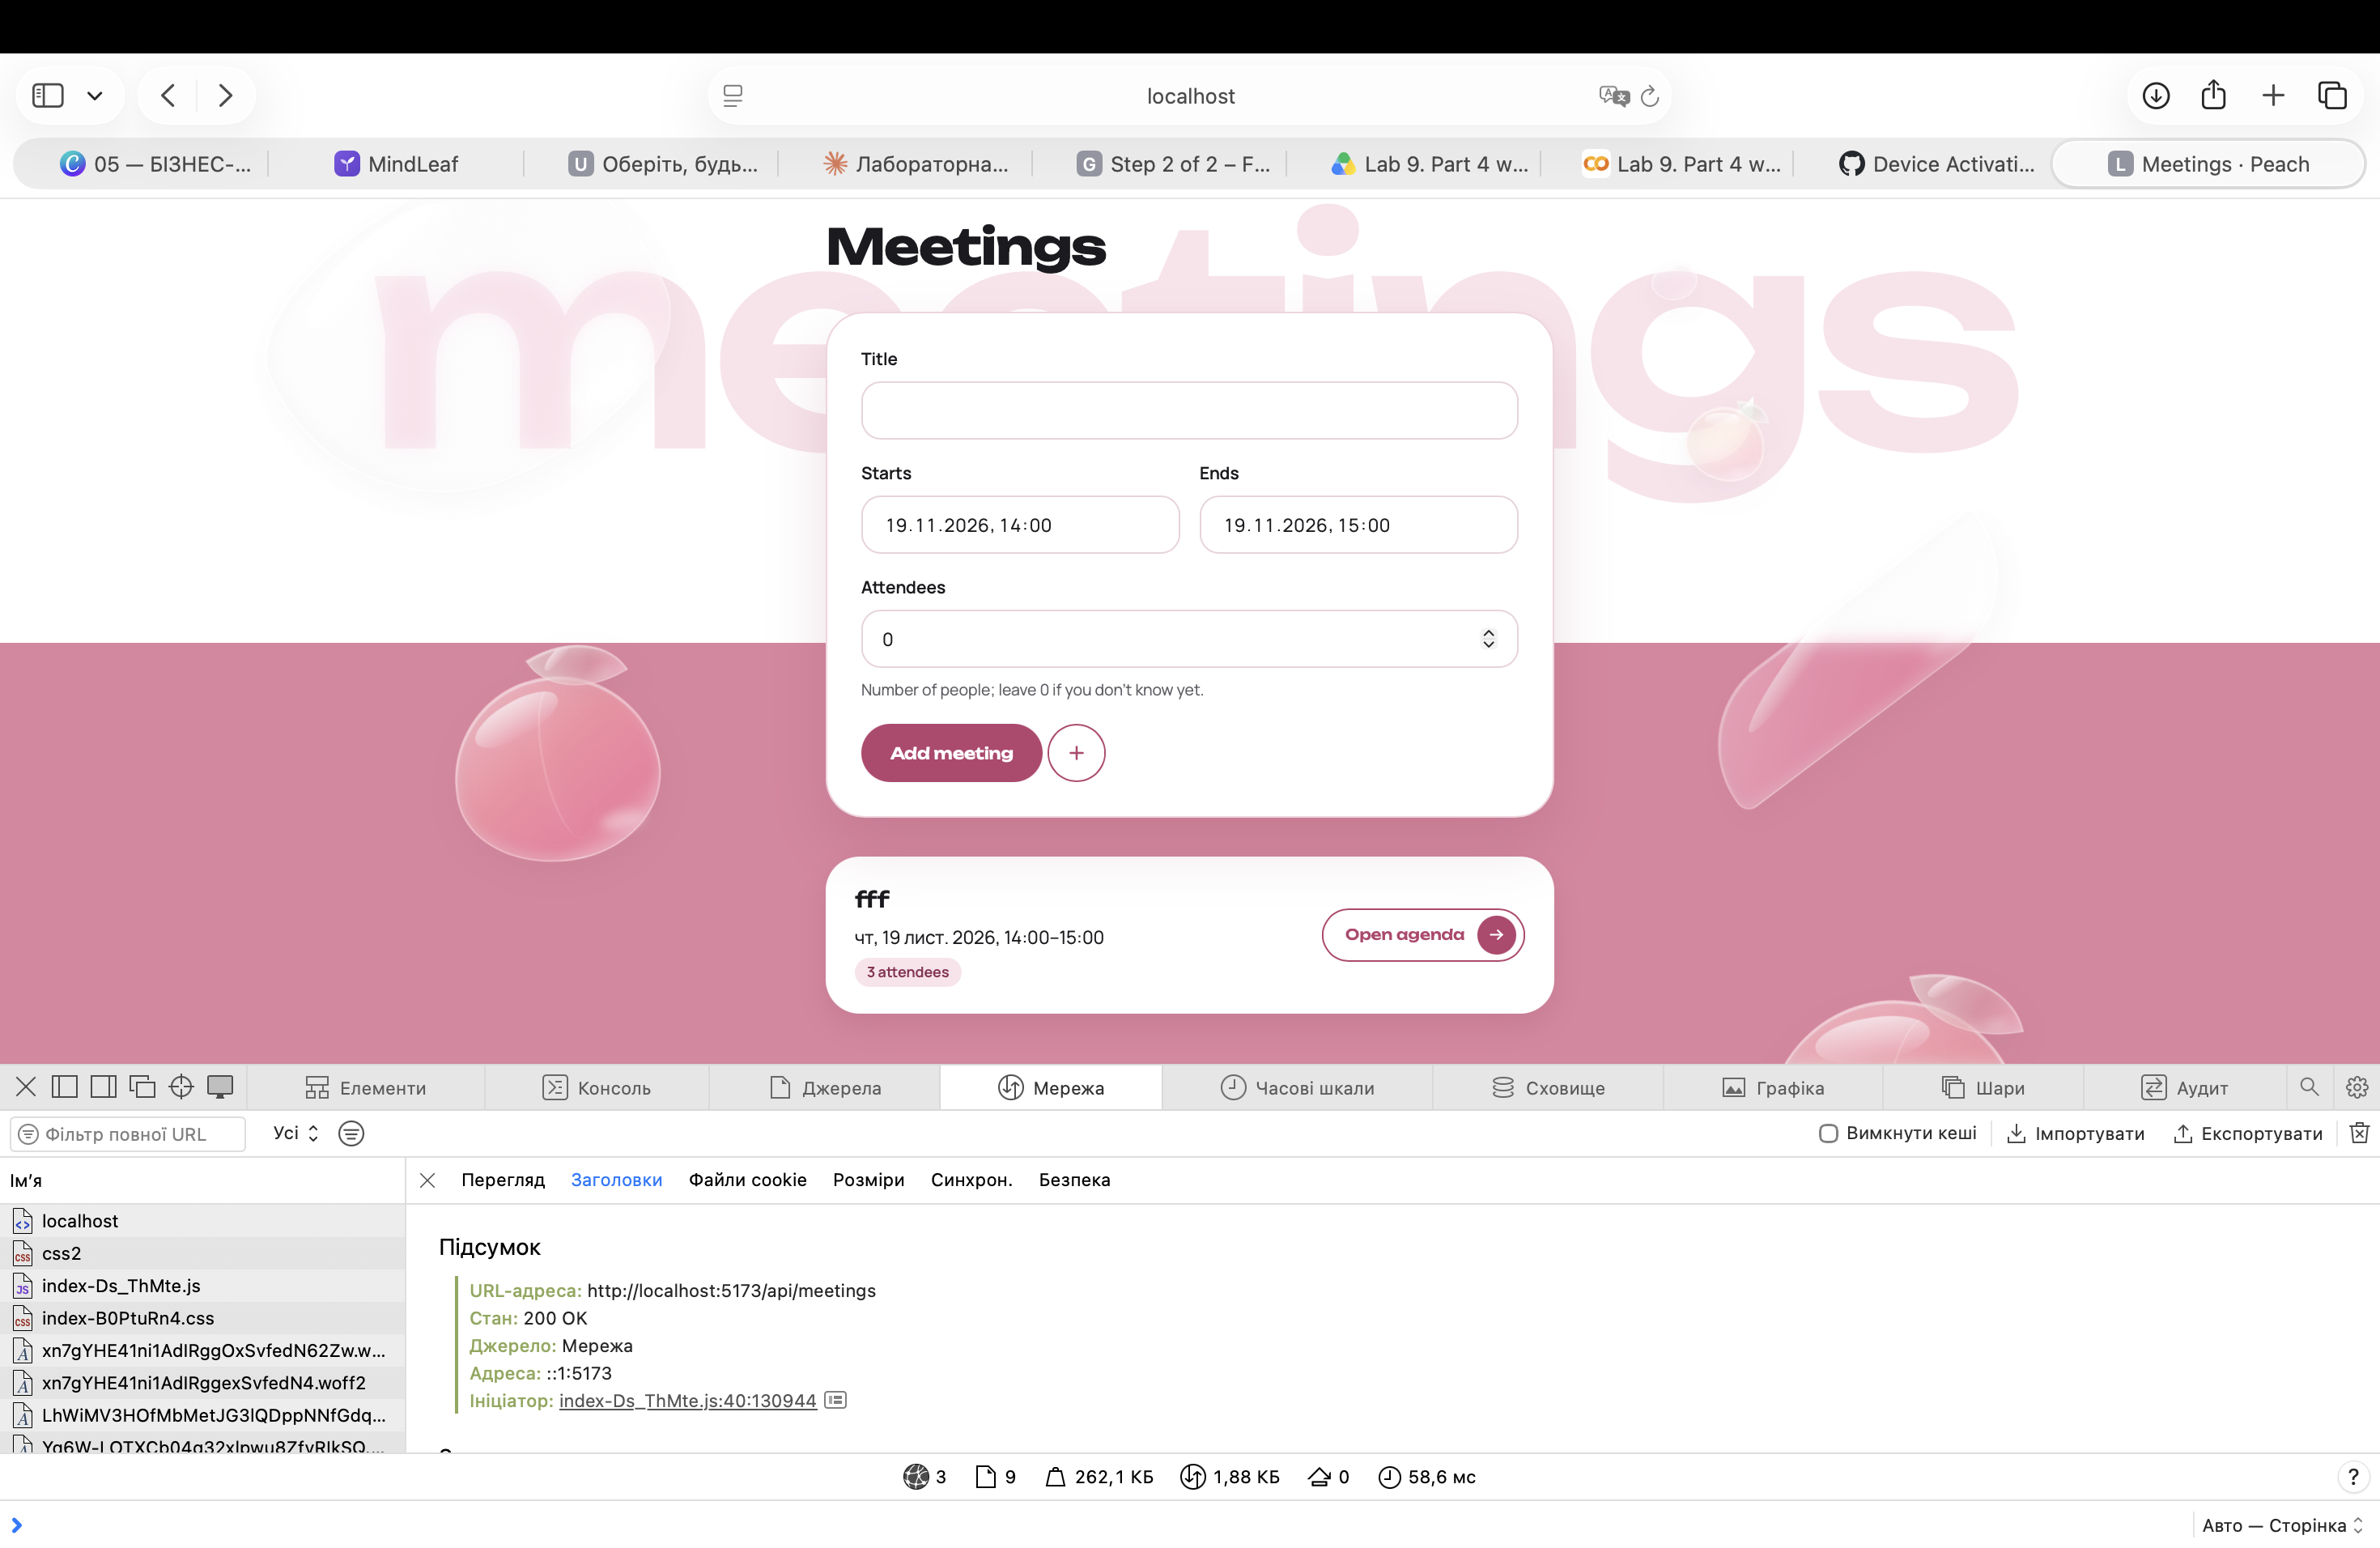 localhost
05 — БІЗНЕС-...
MindLeaf
Оберіть, будь...
Лабораторна...
Step 2 of 2 – F...
Lab 9. Part 4 w...
Lab 9. Part 4 w...
Device Activati...
Meetings · Peach
meetings
Meetings
Title
Starts
Ends
19.11.2026, 14:00
19.11.2026, 15:00
Attendees
0
Number of people; leave 0 if you don't know yet.
Add meeting
+
fff
чт, 19 лист. 2026, 14:00–15:00
3 attendees
Open agenda
Елементи
Консоль
Джерела
Мережа
Часові шкали
Сховище
Графіка
Шари
Аудит
Фільтр повної URL
Усі
Вимкнути кеші
Імпортувати
Експортувати
Ім'я
Перегляд
Заголовки
Файли cookie
Розміри
Синхрон.
Безпека
localhost
css2
index-Ds_ThMte.js
index-B0PtuRn4.css
xn7gYHE41ni1AdIRggOxSvfedN62Zw.w...
xn7gYHE41ni1AdIRggexSvfedN4.woff2
LhWiMV3HOfMbMetJG3lQDppNNfGdq...
Підсумок
URL-адреса: http://localhost:5173/api/meetings
Стан: 200 OK
Джерело: Мережа
Адреса: ::1:5173
Ініціатор: index-Ds_ThMte.js:40:130944
3
9
262,1 КБ
1,88 КБ
0
58,6 мс
?
Авто — Сторінка